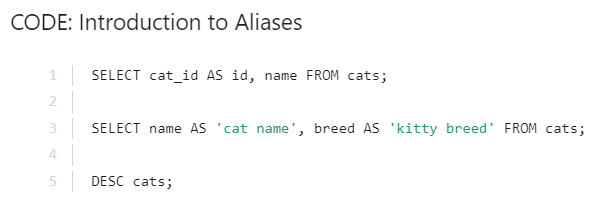 CODE: Introduction to Aliases
1 SELECT cat_id AS id, name FROM cats;
2
3 SELECT name AS 'cat name', breed AS 'kitty breed' FROM cats;
4
5 DESC cats;